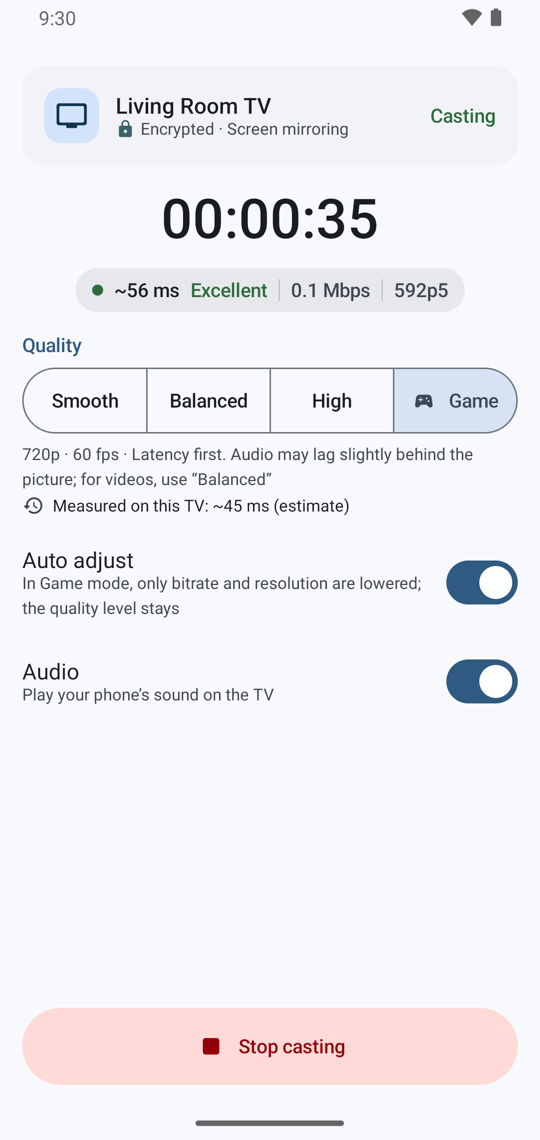 9:30
Living Room TV
Encrypted · Screen mirroring
Casting
00:00:35
~56 ms Excellent 0.1 Mbps 592p5
Quality
Smooth Balanced High Game
720p · 60 fps · Latency first. Audio may lag slightly behind the
picture; for videos, use “Balanced”
Measured on this TV: ~45 ms (estimate)
Auto adjust
In Game mode, only bitrate and resolution are lowered;
the quality level stays
Audio
Play your phone’s sound on the TV
Stop casting